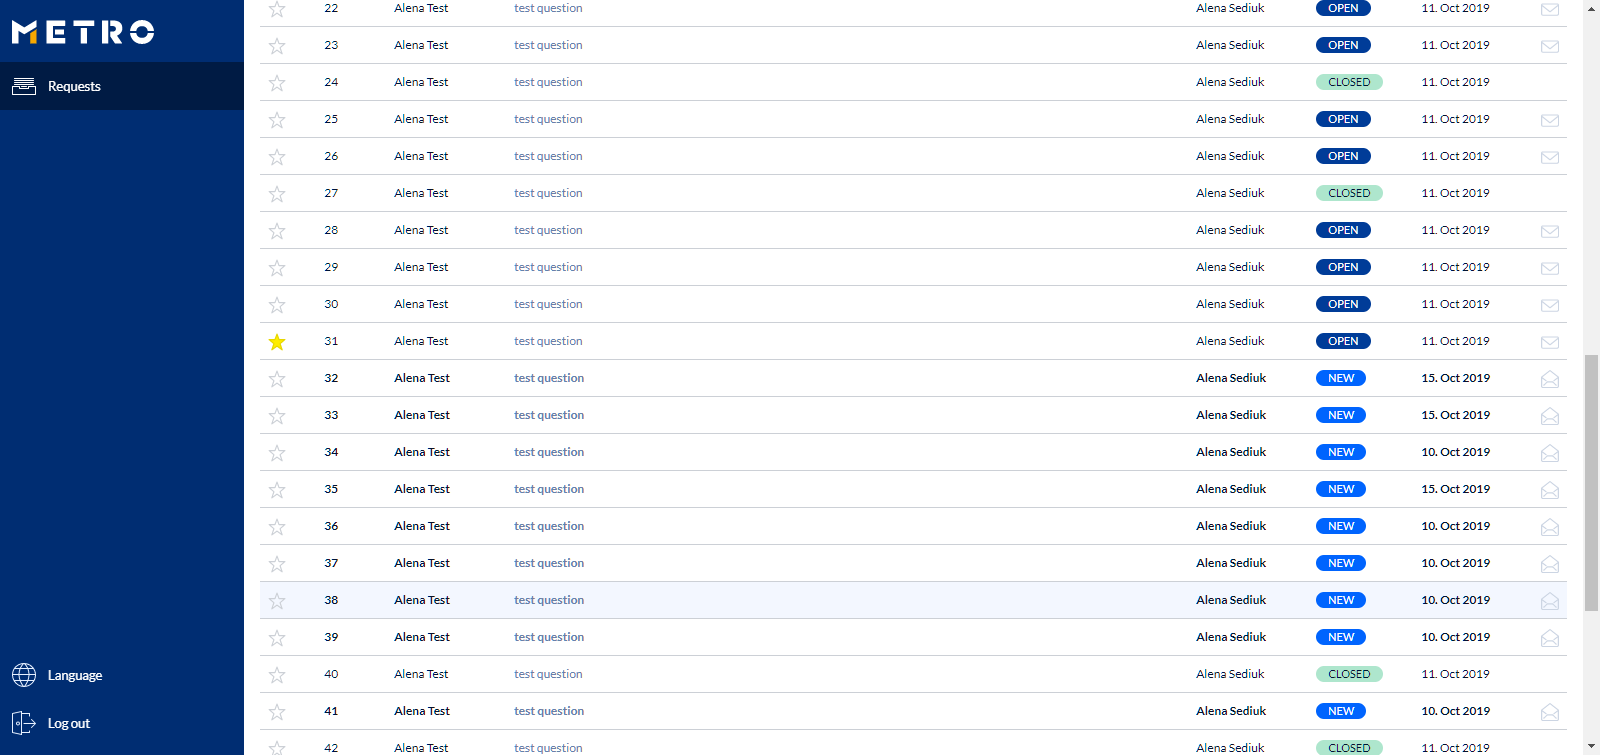 METRO
Requests
Language
Log out
22 Alena Test test question Alena Sediuk OPEN 11. Oct 2019
23 Alena Test test question Alena Sediuk OPEN 11. Oct 2019
24 Alena Test test question Alena Sediuk CLOSED 11. Oct 2019
25 Alena Test test question Alena Sediuk OPEN 11. Oct 2019
26 Alena Test test question Alena Sediuk OPEN 11. Oct 2019
27 Alena Test test question Alena Sediuk CLOSED 11. Oct 2019
28 Alena Test test question Alena Sediuk OPEN 11. Oct 2019
29 Alena Test test question Alena Sediuk OPEN 11. Oct 2019
30 Alena Test test question Alena Sediuk OPEN 11. Oct 2019
31 Alena Test test question Alena Sediuk OPEN 11. Oct 2019
32 Alena Test test question Alena Sediuk NEW 15. Oct 2019
33 Alena Test test question Alena Sediuk NEW 15. Oct 2019
34 Alena Test test question Alena Sediuk NEW 10. Oct 2019
35 Alena Test test question Alena Sediuk NEW 15. Oct 2019
36 Alena Test test question Alena Sediuk NEW 10. Oct 2019
37 Alena Test test question Alena Sediuk NEW 10. Oct 2019
38 Alena Test test question Alena Sediuk NEW 10. Oct 2019
39 Alena Test test question Alena Sediuk NEW 10. Oct 2019
40 Alena Test test question Alena Sediuk CLOSED 11. Oct 2019
41 Alena Test test question Alena Sediuk NEW 10. Oct 2019
42 Alena Test test question Alena Sediuk CLOSED 11. Oct 2019